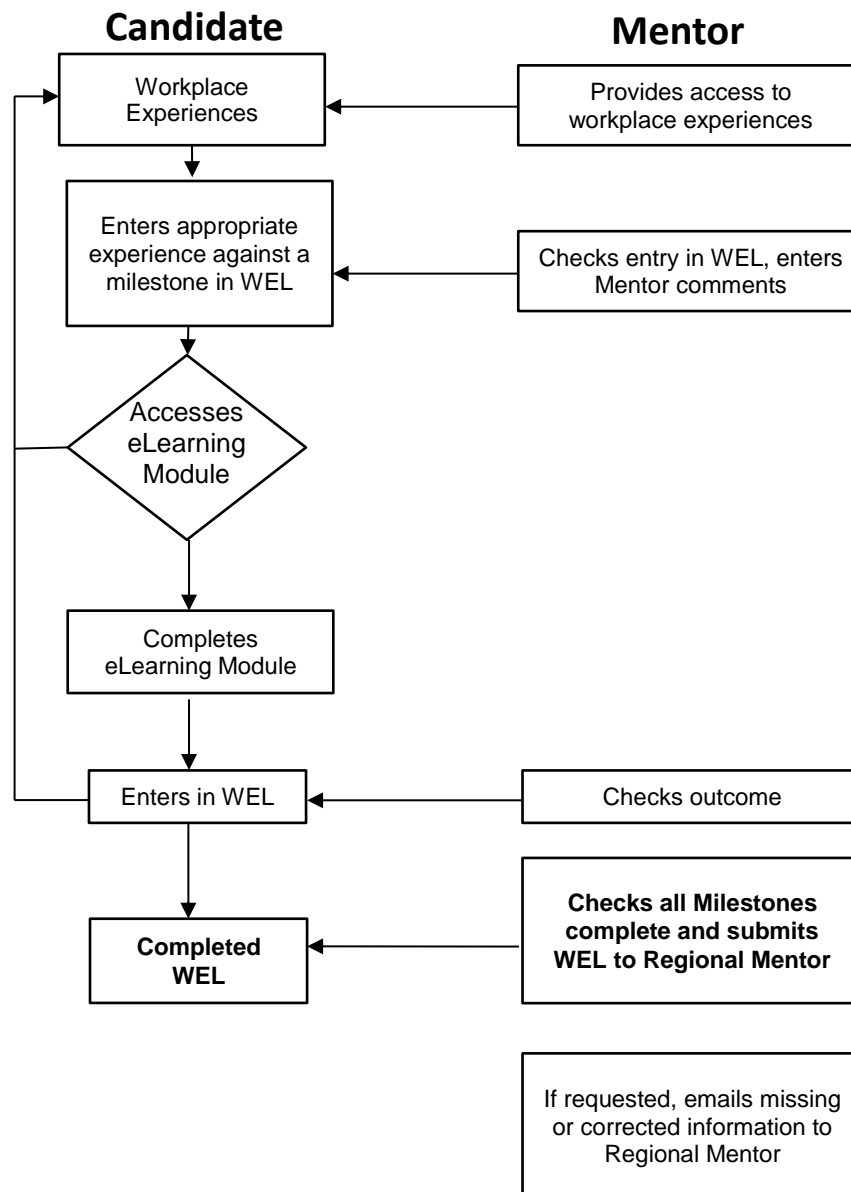 Candidate
Mentor
Workplace
Experiences
Provides access to
workplace experiences
Enters appropriate
experience against a
milestone in WEL
Checks entry in WEL, enters
Mentor comments
Accesses
eLearning
Module
Completes
eLearning Module
Enters in WEL
Checks outcome
Completed
WEL
Checks all Milestones
complete and submits
WEL to Regional Mentor
If requested, emails missing
or corrected information to
Regional Mentor